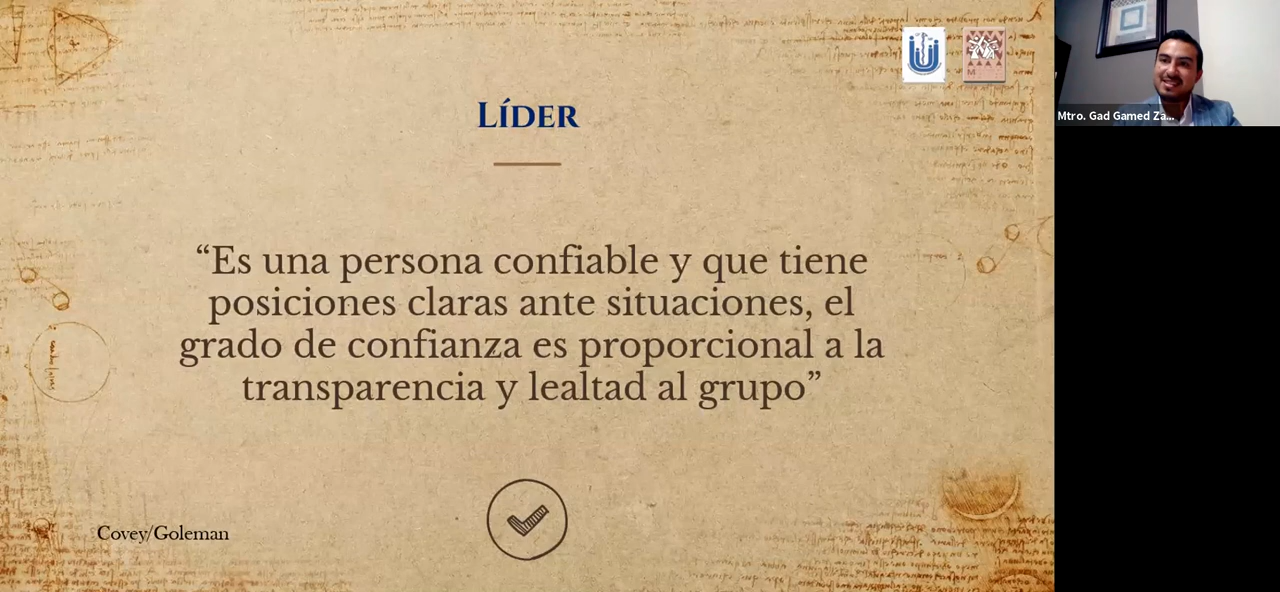 LÍDER
“Es una persona confiable y que tiene
posiciones claras ante situaciones, el
grado de confianza es proporcional a la
transparencia y lealtad al grupo”
Covey/Goleman
Mtro. Gad Gamed Za...